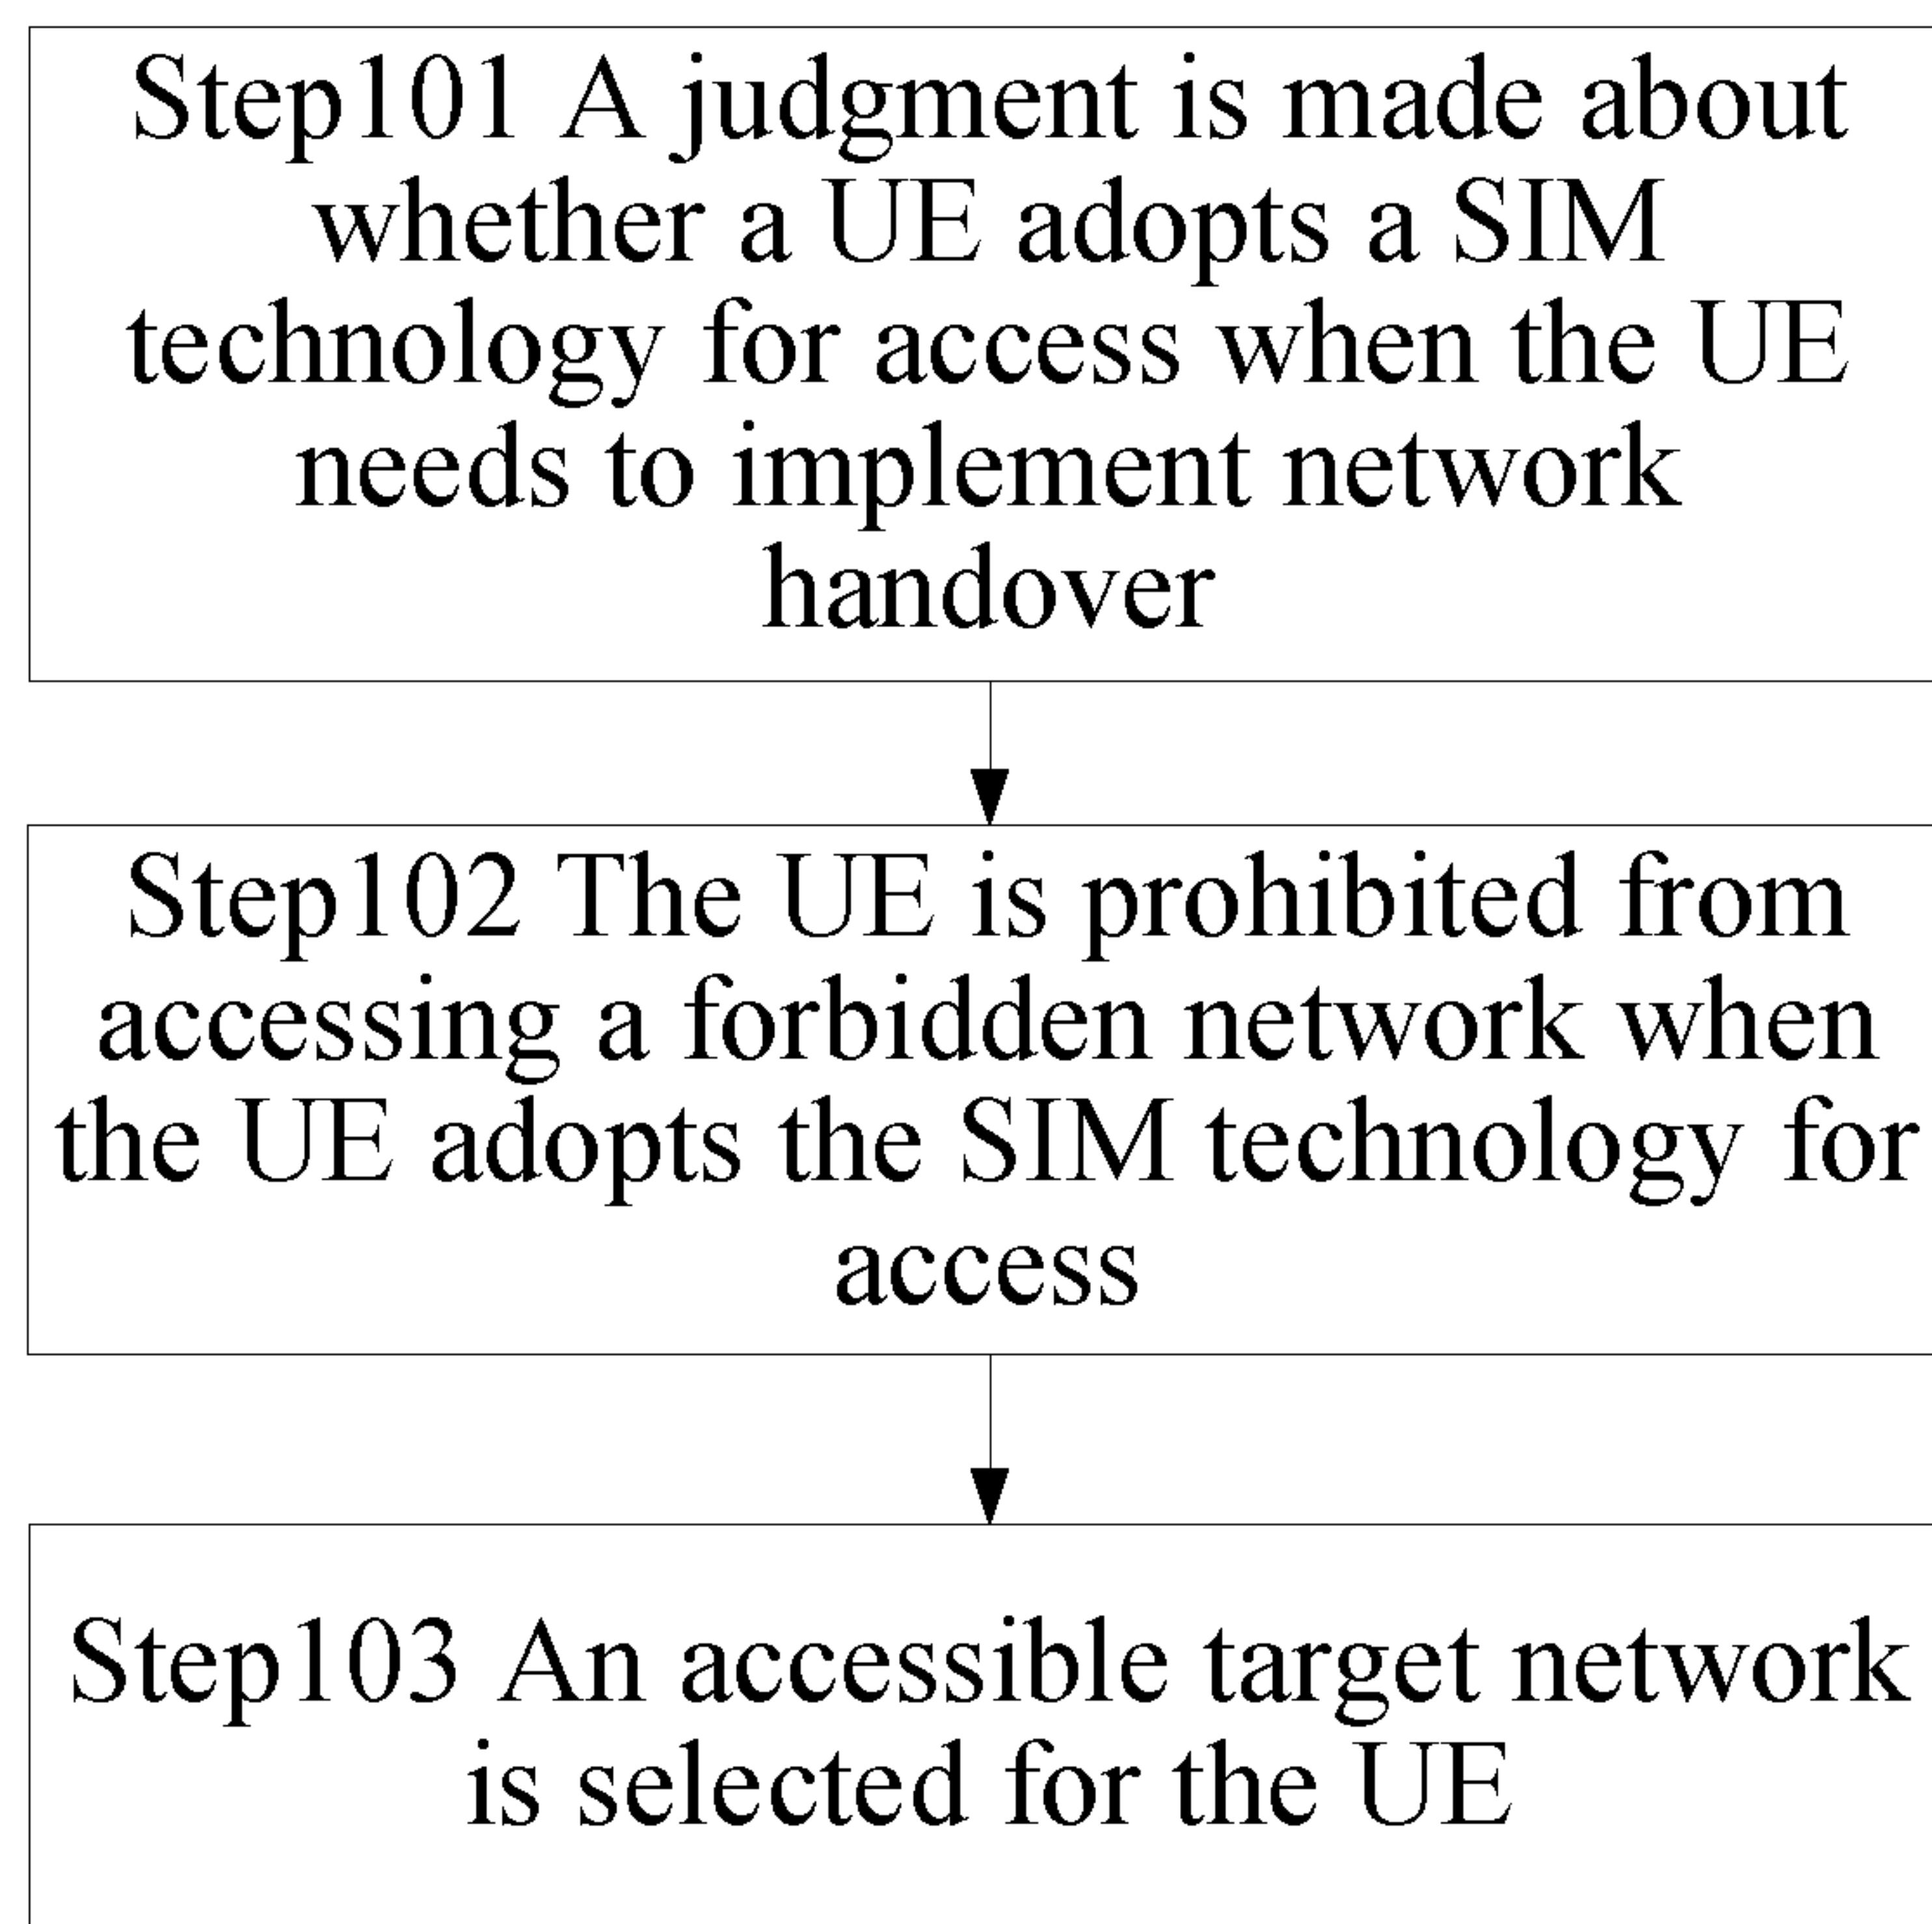 Step101 A judgment is made about
whether a UE adopts a SIM
technology for access when the UE
needs to implement network
handover
Step102 The UE is prohibited from
accessing a forbidden network when
the UE adopts the SIM technology for
access
Step103 An accessible target network
is selected for the UE